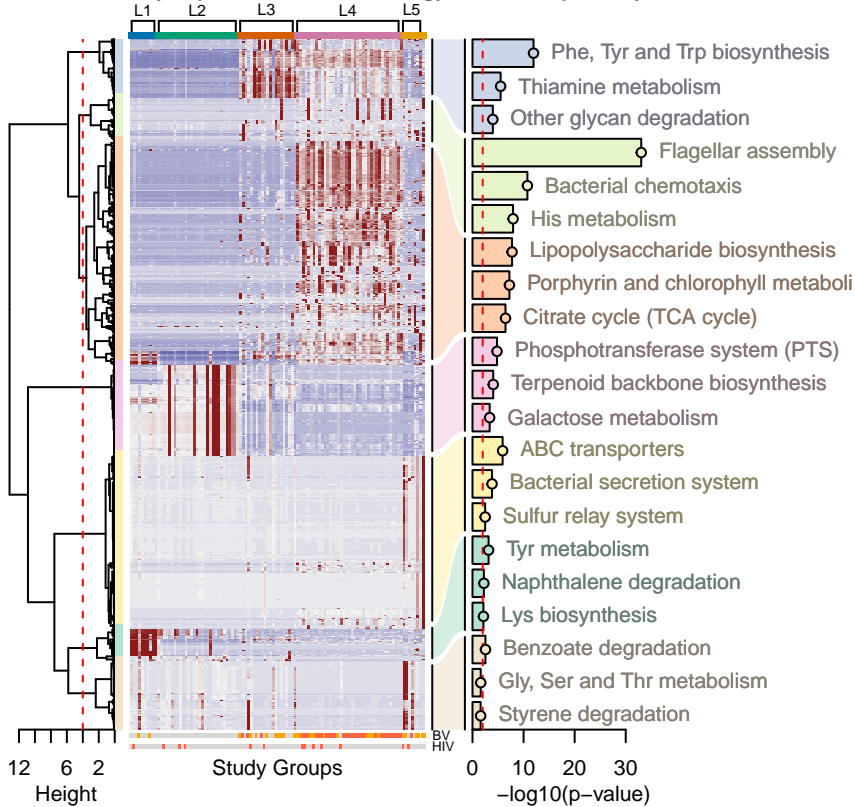 L1 L2 L3 L4 L5
Phe, Tyr and Trp biosynthesis
Thiamine metabolism
Other glycan degradation
Flagellar assembly
Bacterial chemotaxis
His metabolism
Lipopolysaccharide biosynthesis
Porphyrin and chlorophyll metaboli
Citrate cycle (TCA cycle)
Phosphotransferase system (PTS)
Terpenoid backbone biosynthesis
Galactose metabolism
ABC transporters
Bacterial secretion system
Sulfur relay system
Tyr metabolism
Naphthalene degradation
Lys biosynthesis
Benzoate degradation
Gly, Ser and Thr metabolism
Styrene degradation
BV
HIV
12 6 2
Height
Study Groups
0 10 20 30
−log10(p−value)